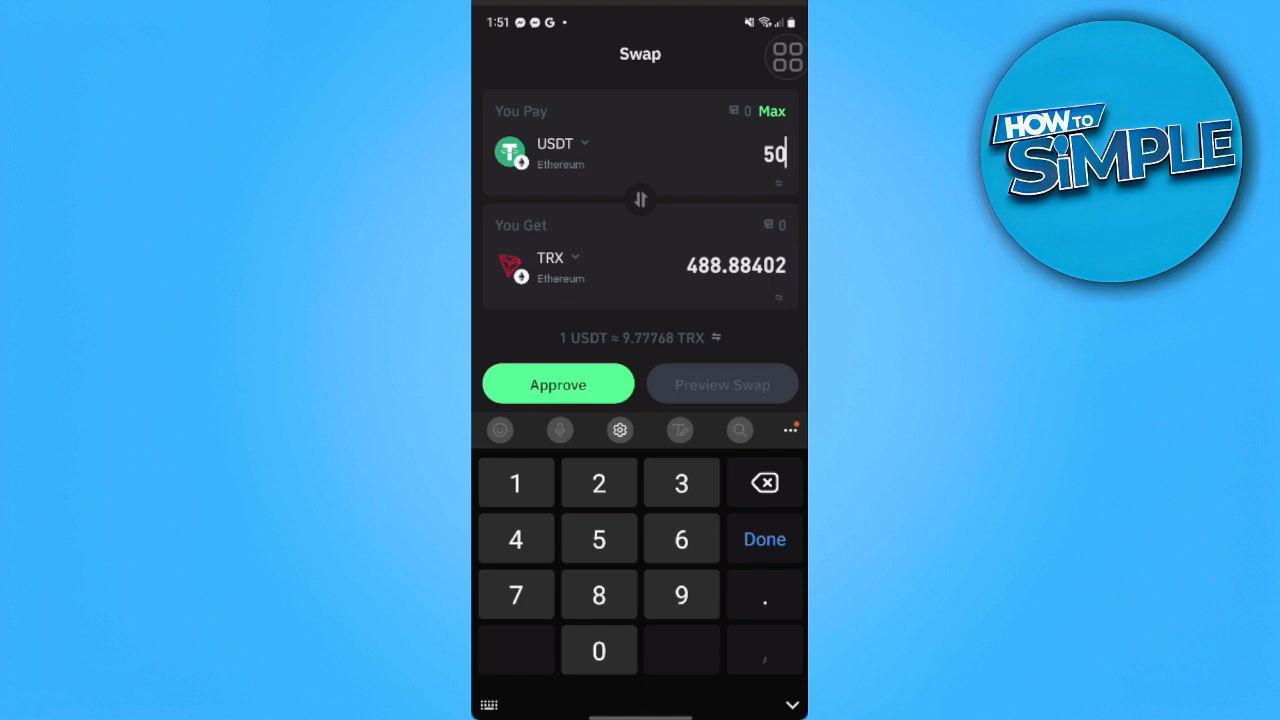 1:51
Swap
You Pay
0 Max
USDT
50
Ethereum
≈
You Get
0
TRX
488.88402
Ethereum
≈
1 USDT ≈ 9.77768 TRX
Approve
Preview Swap
1
2
3
4
5
6
Done
7
8
9
.
0
,
HOW TO
SiMPLE